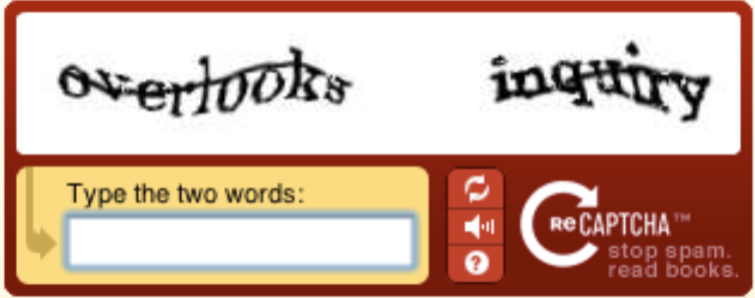 overlooks inquiry
Type the two words:
ReCAPTCHA™
stop spam.
read books.